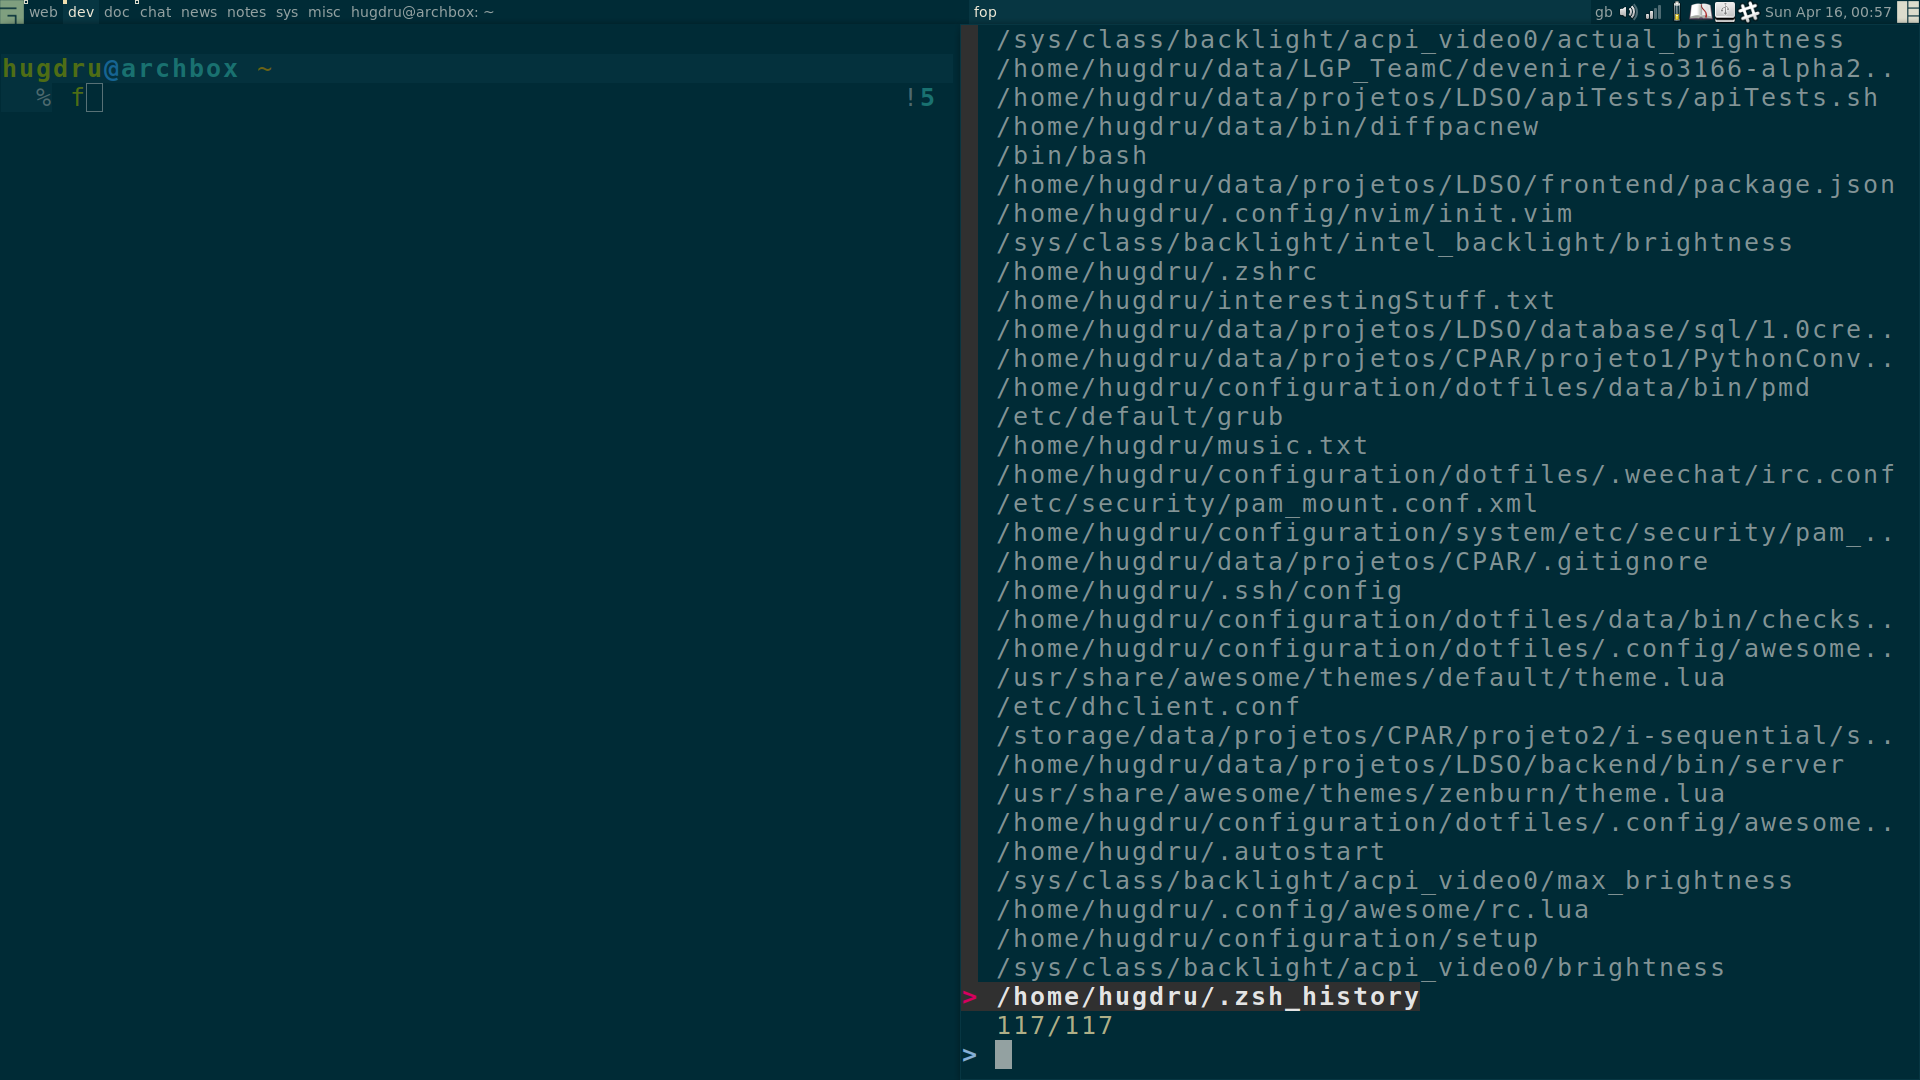 web dev doc chat news notes sys misc hugdru@archbox: ~
fop
gb Sun Apr 16, 00:57
hugdru@archbox ~
% f !5
/sys/class/backlight/acpi_video0/actual_brightness
/home/hugdru/data/LGP_TeamC/devenire/iso3166-alpha2..
/home/hugdru/data/projetos/LDSO/apiTests/apiTests.sh
/home/hugdru/data/bin/diffpacnew
/bin/bash
/home/hugdru/data/projetos/LDSO/frontend/package.json
/home/hugdru/.config/nvim/init.vim
/sys/class/backlight/intel_backlight/brightness
/home/hugdru/.zshrc
/home/hugdru/interestingStuff.txt
/home/hugdru/data/projetos/LDSO/database/sql/1.0cre..
/home/hugdru/data/projetos/CPAR/projeto1/PythonConv..
/home/hugdru/configuration/dotfiles/data/bin/pmd
/etc/default/grub
/home/hugdru/music.txt
/home/hugdru/configuration/dotfiles/.weechat/irc.conf
/etc/security/pam_mount.conf.xml
/home/hugdru/configuration/system/etc/security/pam_..
/home/hugdru/data/projetos/CPAR/.gitignore
/home/hugdru/.ssh/config
/home/hugdru/configuration/dotfiles/data/bin/checks..
/home/hugdru/configuration/dotfiles/.config/awesome..
/usr/share/awesome/themes/default/theme.lua
/etc/dhclient.conf
/storage/data/projetos/CPAR/projeto2/i-sequential/s..
/home/hugdru/data/projetos/LDSO/backend/bin/server
/usr/share/awesome/themes/zenburn/theme.lua
/home/hugdru/configuration/dotfiles/.config/awesome..
/home/hugdru/.autostart
/sys/class/backlight/acpi_video0/max_brightness
/home/hugdru/.config/awesome/rc.lua
/home/hugdru/configuration/setup
/sys/class/backlight/acpi_video0/brightness
> /home/hugdru/.zsh_history
117/117
>